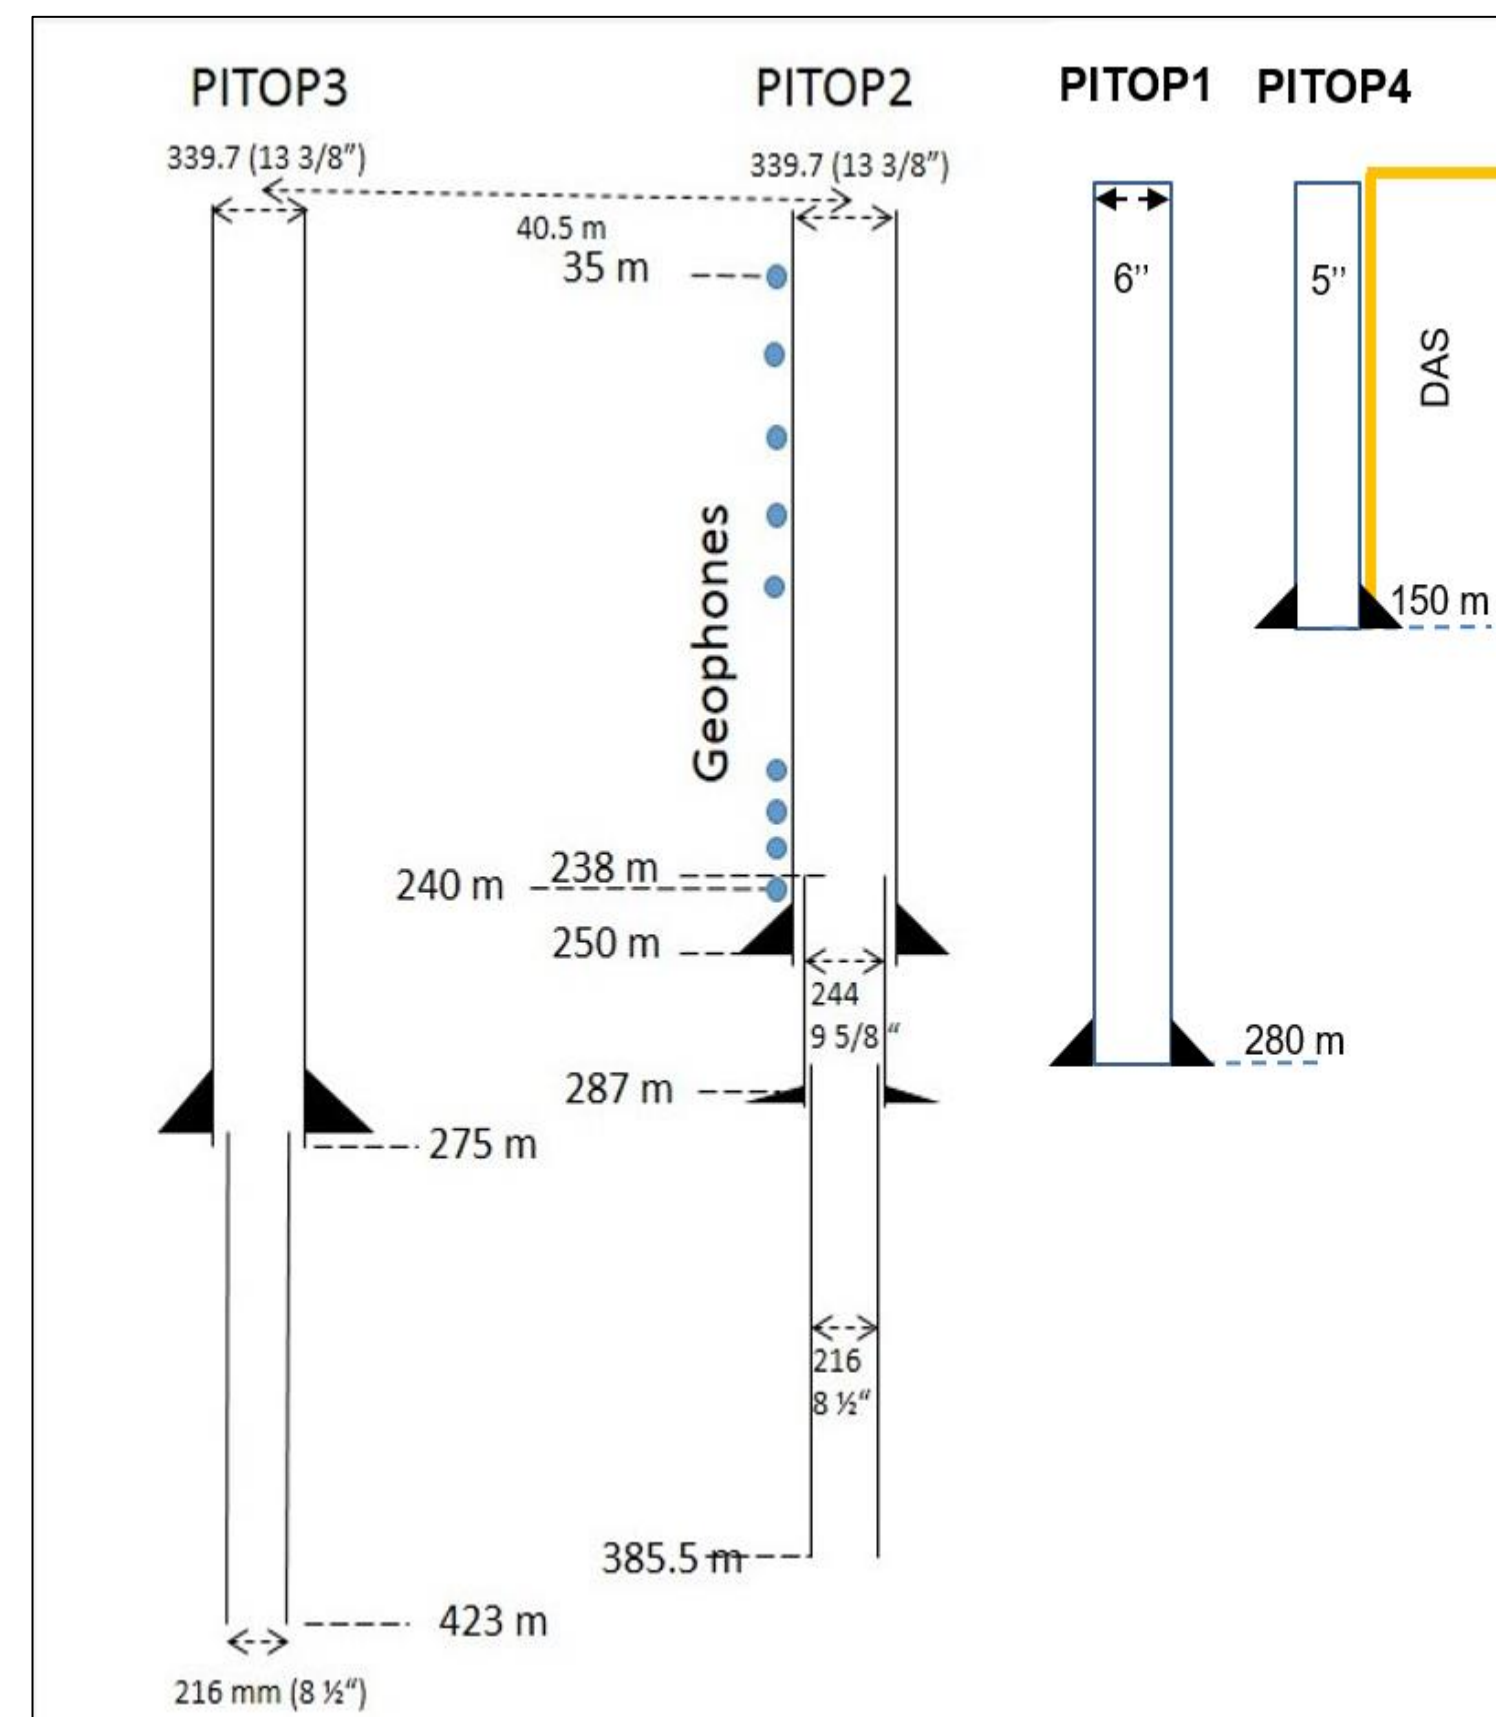 PITOP3
PITOP2
PITOP1
PITOP4
339.7 (13 3/8”)
339.7 (13 3/8”)
40.5 m
35 m
6’’
5’’
DAS
Geophones
150 m
238 m
240 m
250 m
244
9 5/8 “
280 m
287 m
275 m
216
8 ½“
385.5 m
423 m
216 mm (8 ½“)